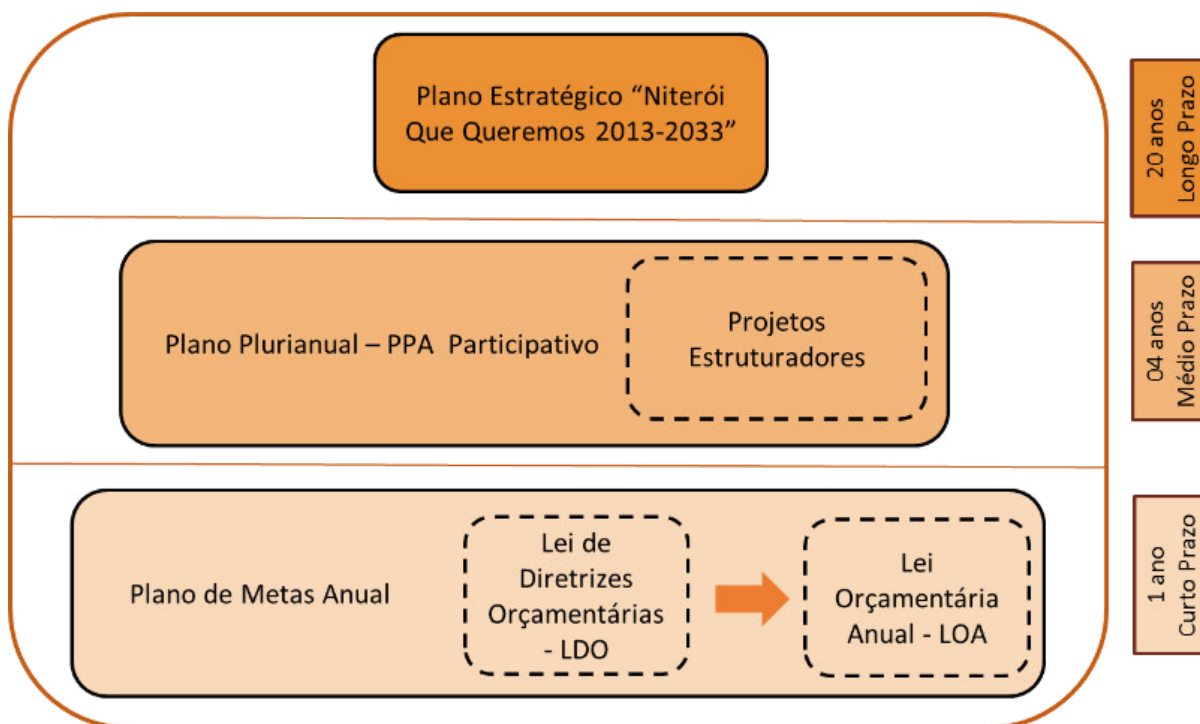 Plano Estratégico “Niterói
Que Queremos 2013-2033”
20 anos
Longo Prazo
Plano Plurianual – PPA Participativo
Projetos
Estruturadores
04 anos
Médio Prazo
Plano de Metas Anual
Lei de
Diretrizes
Orçamentárias
- LDO
Lei
Orçamentária
Anual - LOA
1 ano
Curto Prazo